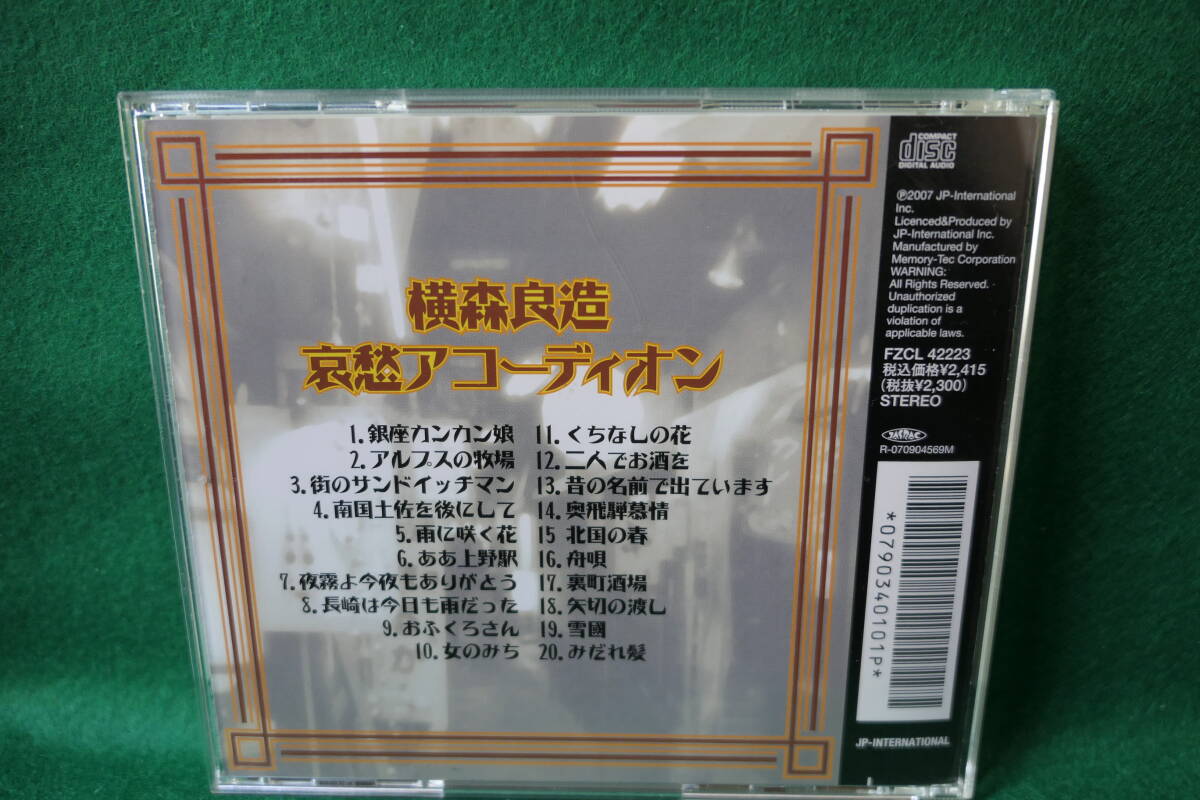 横森良造
哀愁アコーディオン
1.銀座カンカン娘
2.アルプスの牧場
3.街のサンドイッチマン
4.南国土佐を後にして
5.雨に咲く花
6.ああ上野駅
7.夜霧よ今夜もありがとう
8.長崎は今日も雨だった
9.おふくろさん
10.女のみち
11.くちなしの花
12.二人でお酒を
13.昔の名前で出ています
14.奥飛騨慕情
15 北国の春
16.舟唄
17.裏町酒場
18.矢切の渡し
19.雪國
20.みだれ髪
COMPACT
disc
DIGITAL AUDIO
Ⓟ2007 JP-International
Inc.
Licenced&Produced by
JP-International Inc.
Manufactured by
Memory-Tec Corporation
WARNING:
All Rights Reserved.
Unauthorized
duplication is a
violation of
applicable laws.
FZCL 42223
税込価格¥2,415
(税抜¥2,300)
STEREO
JASRAC
R-070904569M
*0790340101P*
JP-INTERNATIONAL